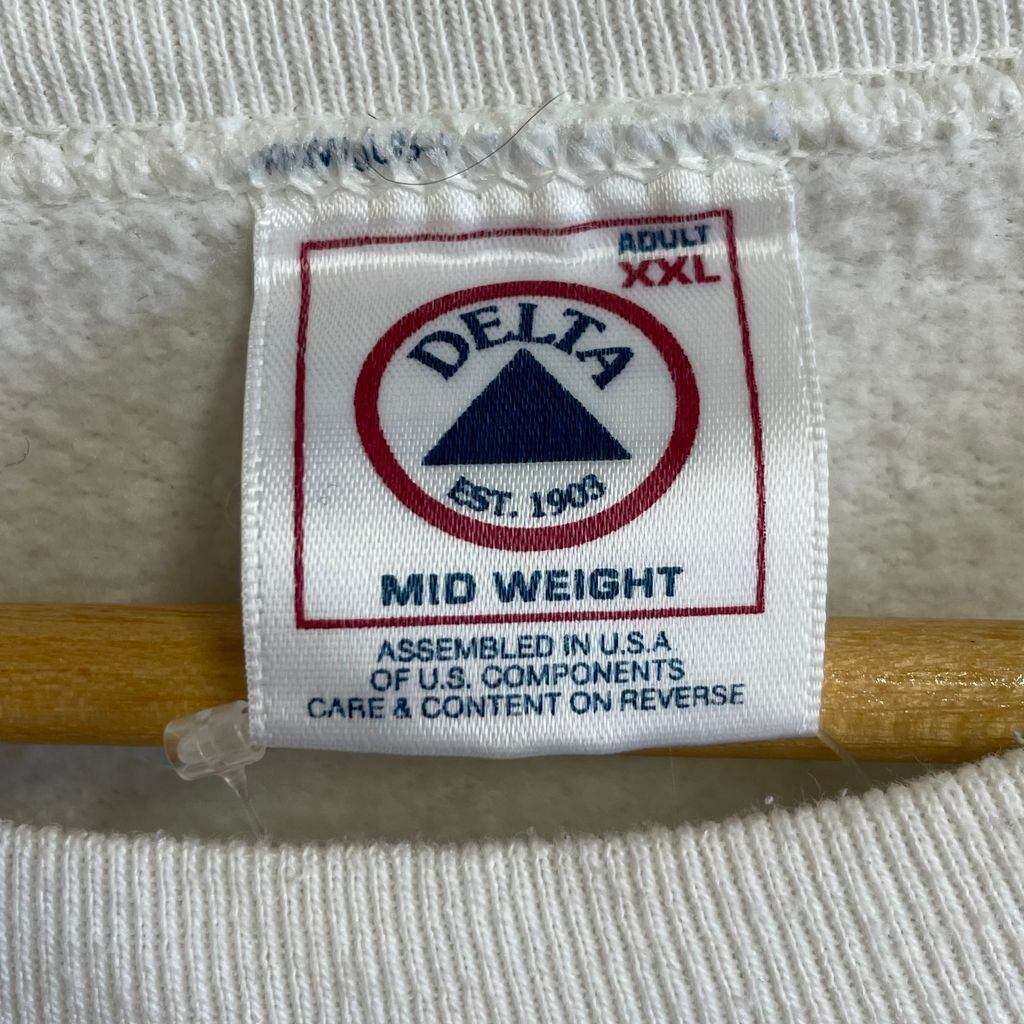 ADULT
XXL
DELTA
EST. 1903
MID WEIGHT
ASSEMBLED IN U.S.A
OF U.S. COMPONENTS
CARE & CONTENT ON REVERSE